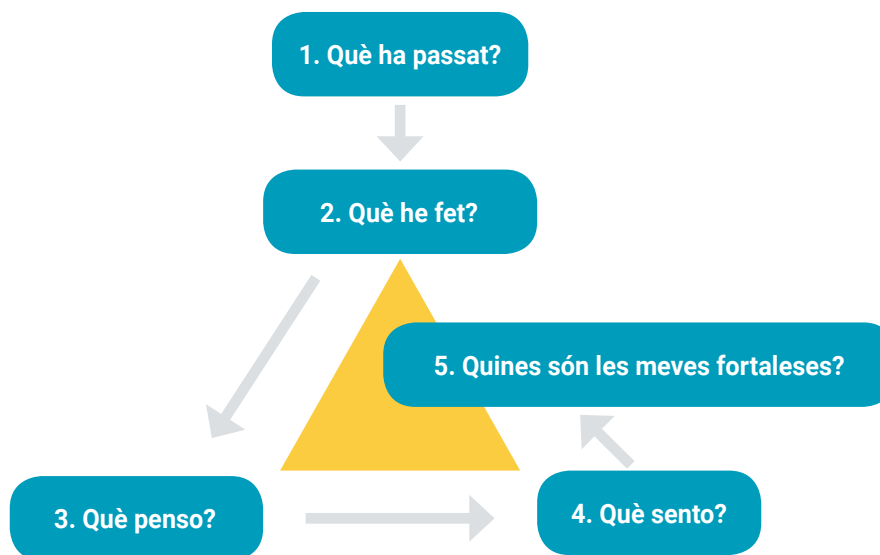 1. Què ha passat?
2. Què he fet?
5. Quines són les meves fortaleses?
3. Què penso?
4. Què sento?